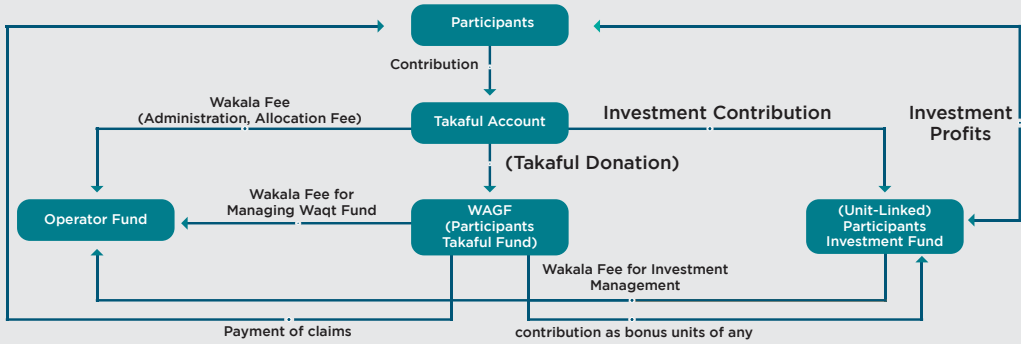 Participants
Contribution
Wakala Fee
(Administration, Allocation Fee)
Takaful Account
Investment Contribution
Investment
Profits
(Takaful Donation)
Wakala Fee for
Managing Waqt Fund
Operator Fund
WAGF
(Participants
Takaful Fund)
(Unit-Linked)
Participants
Investment Fund
Wakala Fee for Investment
Management
Payment of claims
contribution as bonus units of any